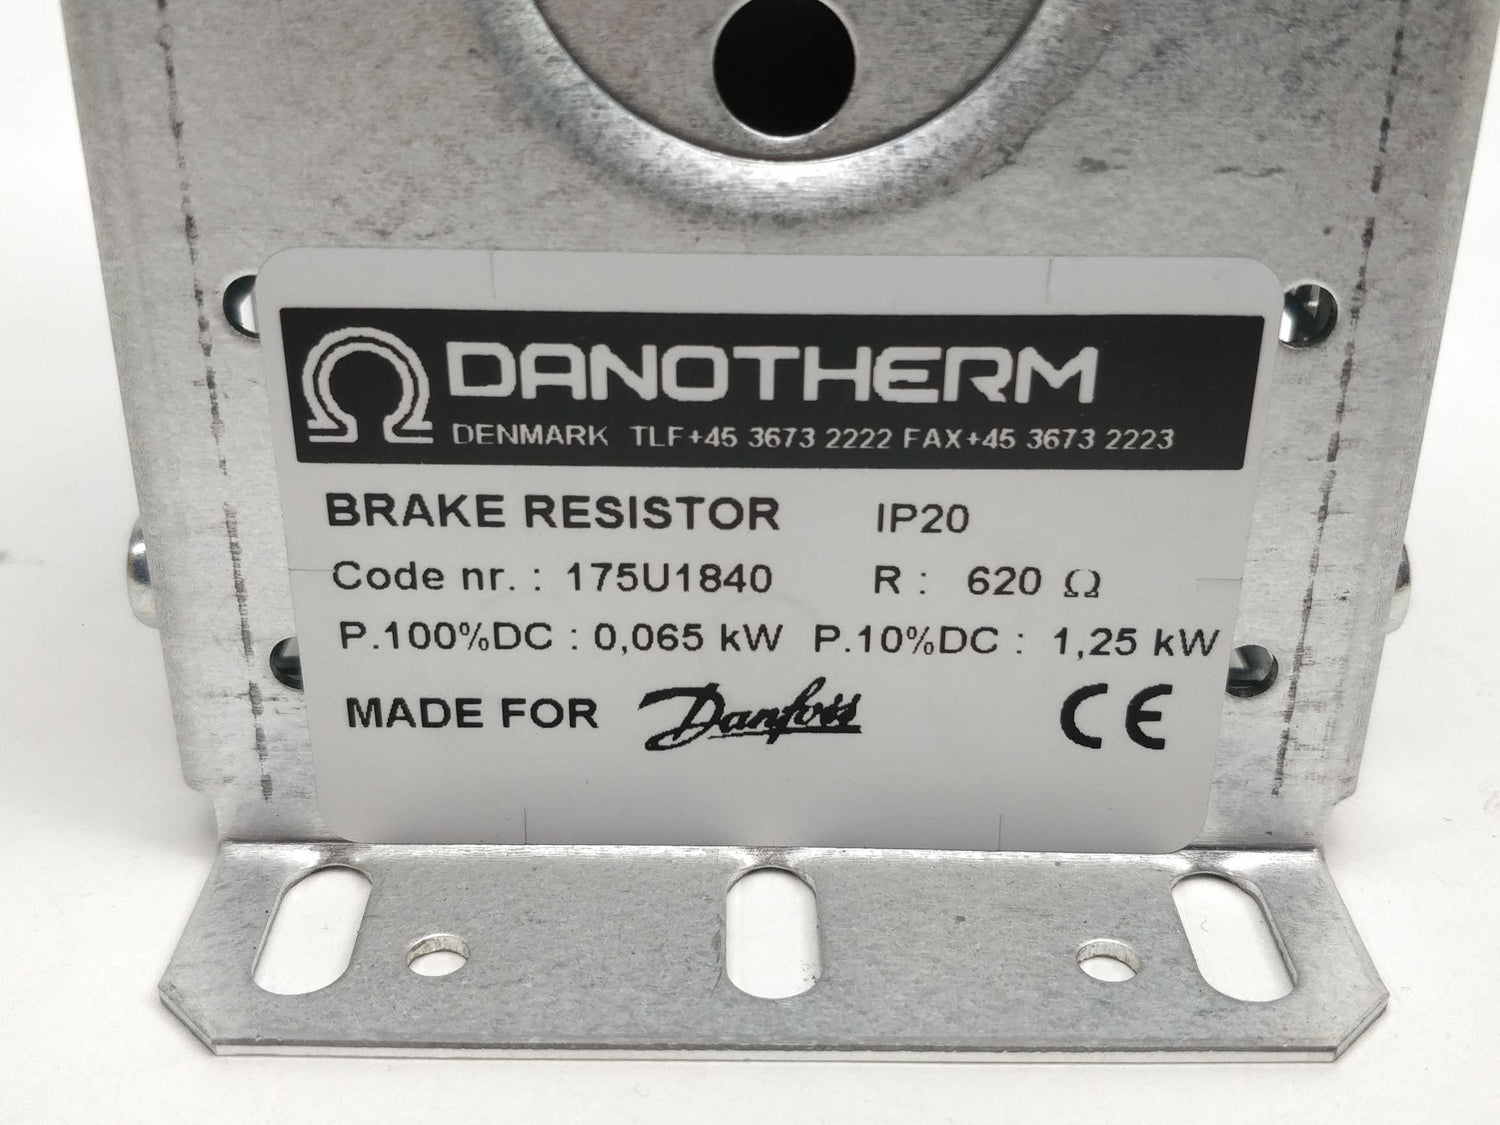 Ω DANOTHERM
DENMARK TLF+45 3673 2222 FAX+45 3673 2223
BRAKE RESISTOR IP20
Code nr. : 175U1840 R : 620 Ω
P.100%DC : 0,065 kW P.10%DC : 1,25 kW
MADE FOR Danfoss CE